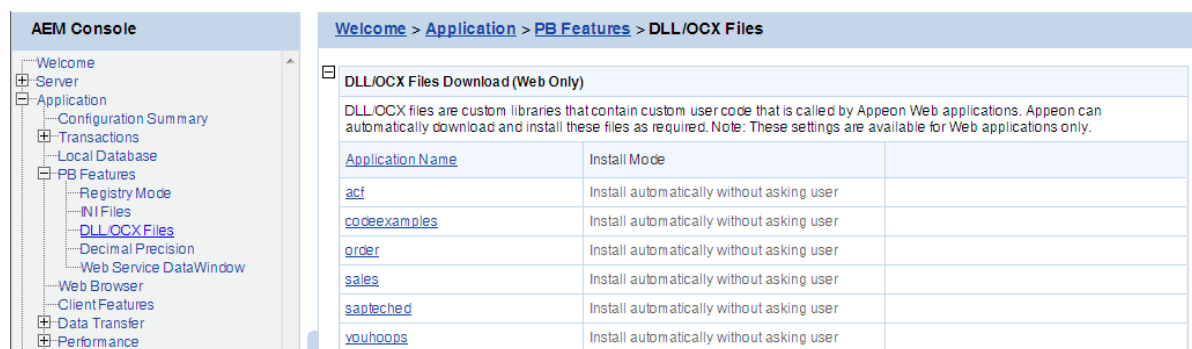 AEM Console
Welcome
Server
Application
Configuration Summary
Transactions
Local Database
PB Features
Registry Mode
INI Files
DLL/OCX Files
Decimal Precision
Web Service DataWindow
Web Browser
Client Features
Data Transfer
Performance
Welcome > Application > PB Features > DLL/OCX Files
DLL/OCX Files Download (Web Only)
DLL/OCX files are custom libraries that contain custom user code that is called by Appeon Web applications. Appeon can
automatically download and install these files as required. Note: These settings are available for Web applications only.
Application Name Install Mode
acf Install automatically without asking user
codeexamples Install automatically without asking user
order Install automatically without asking user
sales Install automatically without asking user
sapteched Install automatically without asking user
youhoops Install automatically without asking user